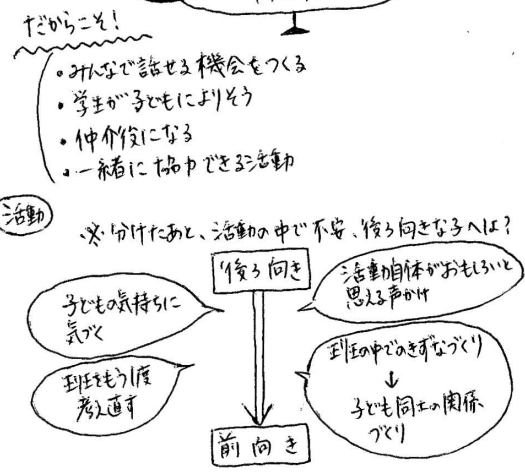 だからこそ!
・みんなで話せる機会をつくる
・学生が子どもによりそう
・仲介役になる
・一緒に協力できる活動
活動
※分けたあと、活動の中で不安、後ろ向きな子へは?
後ろ向き
子どもの気持ちに
気づく
活動自体がおもしろいと
思える声かけ
班をもう1度
考え直す
班の中でのきずなづくり
↓
子ども同士の関係
づくり
前向き